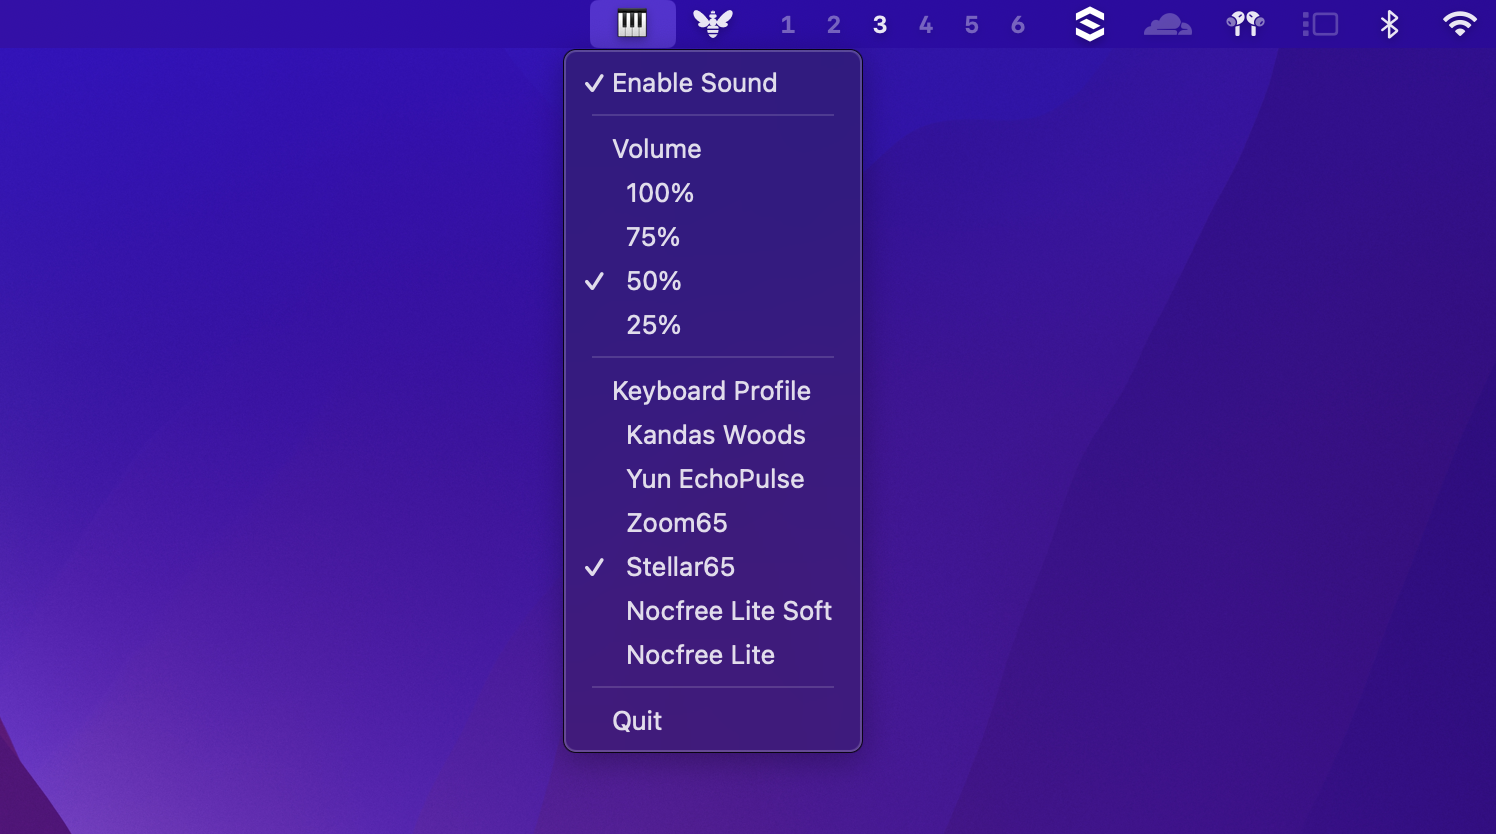 1 2 3 4 5 6
✓ Enable Sound
Volume
100%
75%
✓ 50%
25%
Keyboard Profile
Kandas Woods
Yun EchoPulse
Zoom65
✓ Stellar65
Nocfree Lite Soft
Nocfree Lite
Quit